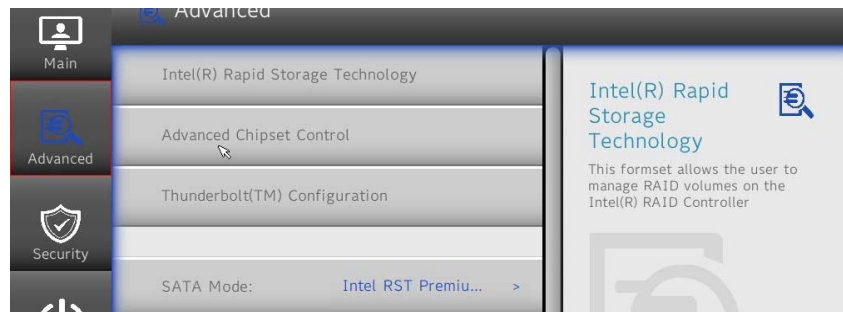 Advanced
Main
Intel(R) Rapid Storage Technology
Advanced
Advanced Chipset Control
Thunderbolt(TM) Configuration
Security
SATA Mode: Intel RST Premiu... >
Intel(R) Rapid
Storage
Technology
This formset allows the user to
manage RAID volumes on the
Intel(R) RAID Controller